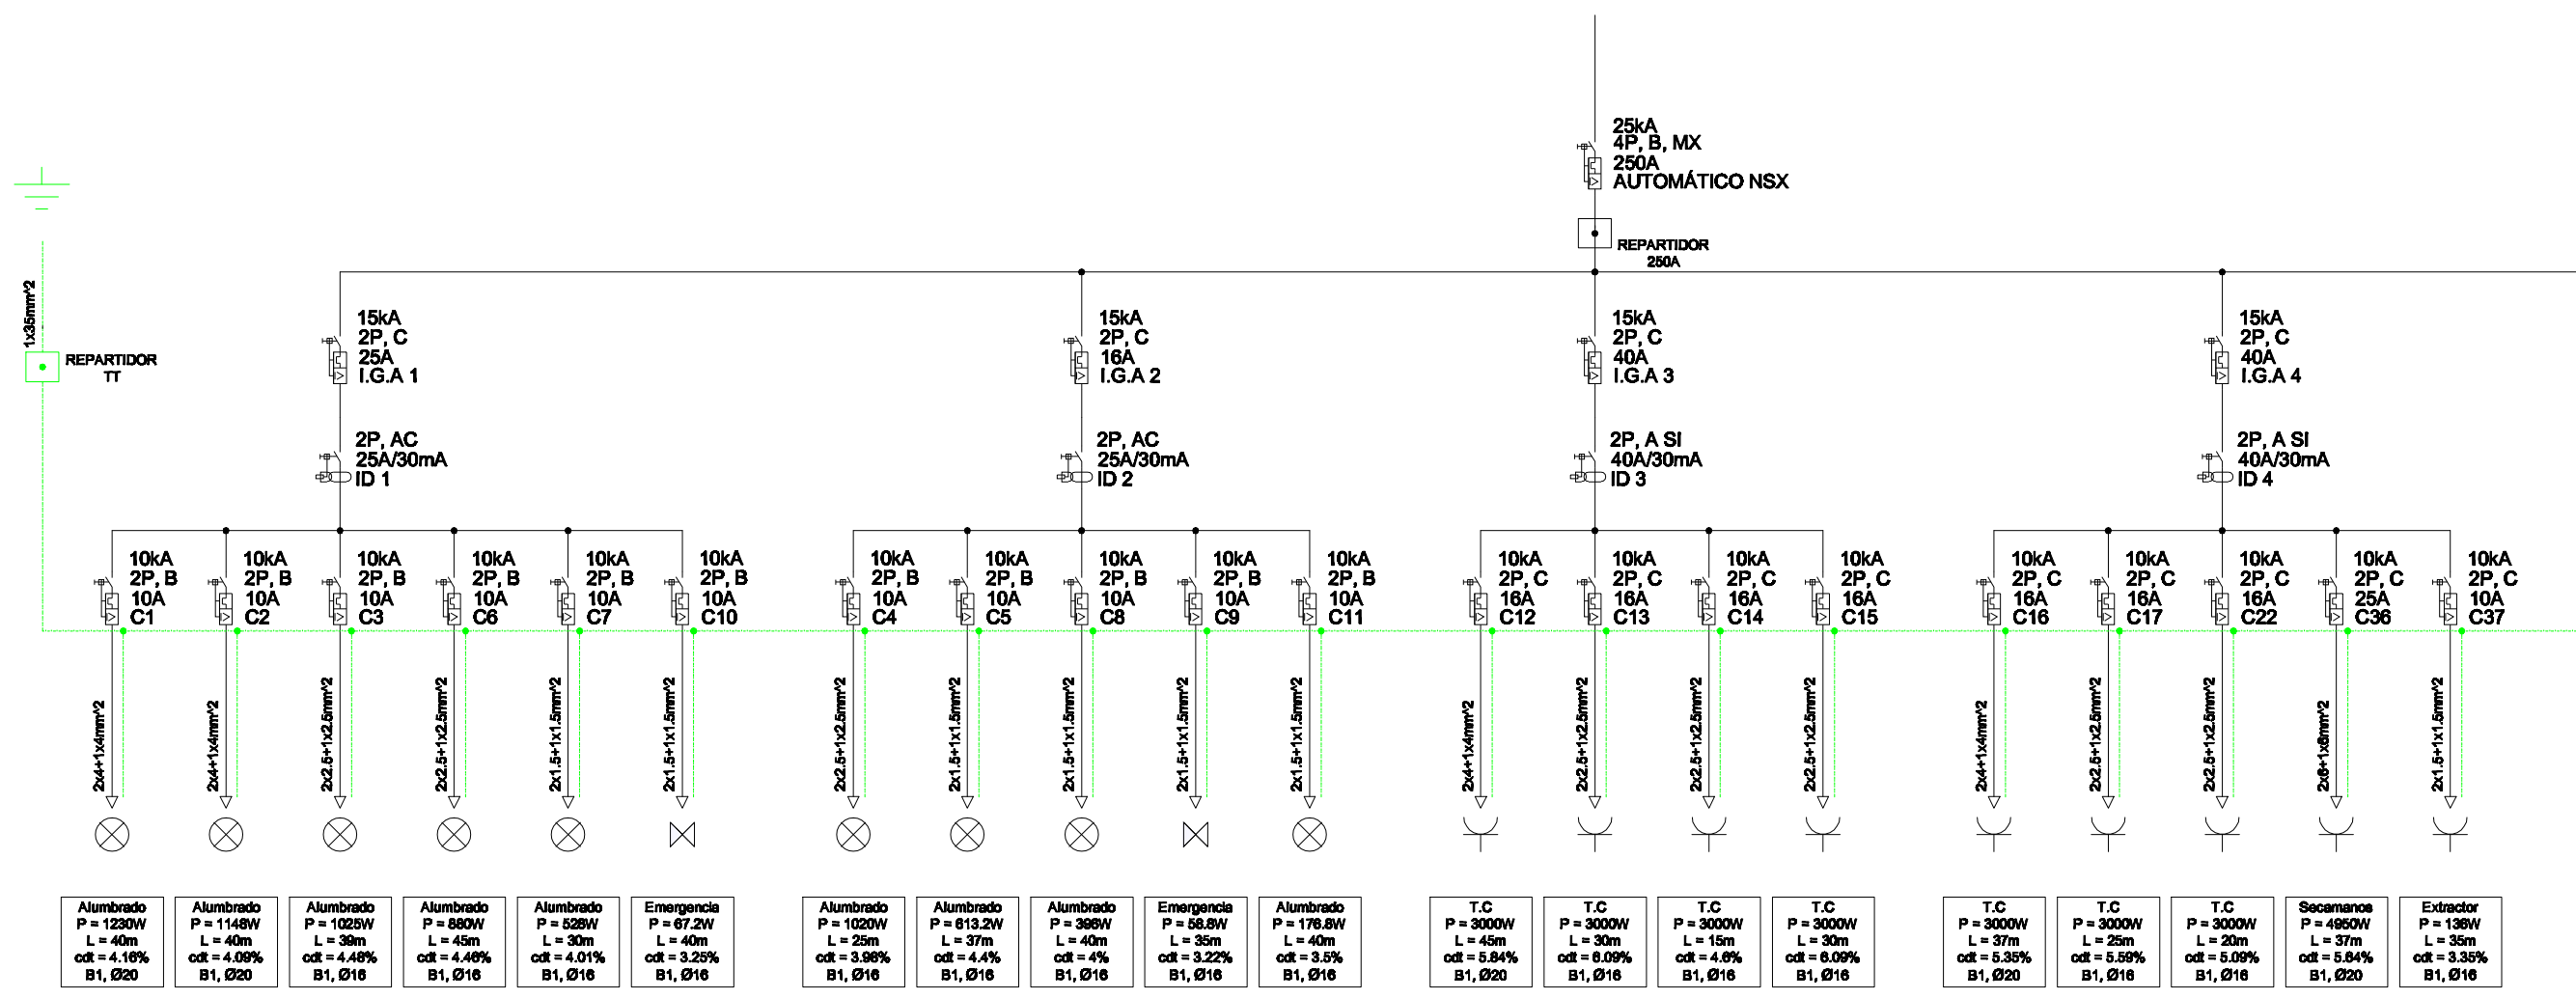 25kA
4P, B, MX
250A
AUTOMÁTICO NSX
REPARTIDOR
250A
1x35mm^2
REPARTIDOR
TT
15kA
2P, C
25A
I.G.A 1
15kA
2P, C
16A
I.G.A 2
15kA
2P, C
40A
I.G.A 3
15kA
2P, C
40A
I.G.A 4
2P, AC
25A/30mA
ID 1
2P, AC
25A/30mA
ID 2
2P, A SI
40A/30mA
ID 3
2P, A SI
40A/30mA
ID 4
10kA
2P, B
10A
C1
10kA
2P, B
10A
C2
10kA
2P, B
10A
C3
10kA
2P, B
10A
C6
10kA
2P, B
10A
C7
10kA
2P, B
10A
C10
10kA
2P, B
10A
C4
10kA
2P, B
10A
C5
10kA
2P, B
10A
C8
10kA
2P, B
10A
C9
10kA
2P, B
10A
C11
10kA
2P, C
16A
C12
10kA
2P, C
16A
C13
10kA
2P, C
16A
C14
10kA
2P, C
16A
C15
10kA
2P, C
16A
C16
10kA
2P, C
16A
C17
10kA
2P, C
16A
C22
10kA
2P, C
25A
C36
10kA
2P, C
10A
C37
2x4+1x4mm^2
2x4+1x4mm^2
2x2.5+1x2.5mm^2
2x2.5+1x2.5mm^2
2x1.5+1x1.5mm^2
2x1.5+1x1.5mm^2
2x2.5+1x2.5mm^2
2x1.5+1x1.5mm^2
2x1.5+1x1.5mm^2
2x1.5+1x1.5mm^2
2x1.5+1x1.5mm^2
2x4+1x4mm^2
2x2.5+1x2.5mm^2
2x2.5+1x2.5mm^2
2x2.5+1x2.5mm^2
2x4+1x4mm^2
2x2.5+1x2.5mm^2
2x2.5+1x2.5mm^2
2x6+1x6mm^2
2x1.5+1x1.5mm^2
Alumbrado
P = 1230W
L = 40m
cdt = 4.16%
B1, Ø20
Alumbrado
P = 1148W
L = 40m
cdt = 4.09%
B1, Ø20
Alumbrado
P = 1025W
L = 39m
cdt = 4.48%
B1, Ø16
Alumbrado
P = 880W
L = 45m
cdt = 4.46%
B1, Ø16
Alumbrado
P = 528W
L = 30m
cdt = 4.01%
B1, Ø16
Emergencia
P = 67.2W
L = 40m
cdt = 3.25%
B1, Ø16
Alumbrado
P = 1020W
L = 25m
cdt = 3.98%
B1, Ø16
Alumbrado
P = 613.2W
L = 37m
cdt = 4.4%
B1, Ø16
Alumbrado
P = 396W
L = 40m
cdt = 4%
B1, Ø16
Emergencia
P = 58.8W
L = 35m
cdt = 3.22%
B1, Ø16
Alumbrado
P = 176.8W
L = 40m
cdt = 3.5%
B1, Ø16
T.C
P = 3000W
L = 45m
cdt = 5.84%
B1, Ø20
T.C
P = 3000W
L = 30m
cdt = 6.09%
B1, Ø16
T.C
P = 3000W
L = 15m
cdt = 4.6%
B1, Ø16
T.C
P = 3000W
L = 30m
cdt = 6.09%
B1, Ø16
T.C
P = 3000W
L = 37m
cdt = 5.35%
B1, Ø20
T.C
P = 3000W
L = 25m
cdt = 5.59%
B1, Ø16
T.C
P = 3000W
L = 20m
cdt = 5.09%
B1, Ø16
Secamanos
P = 4950W
L = 37m
cdt = 5.64%
B1, Ø20
Extractor
P = 136W
L = 35m
cdt = 3.35%
B1, Ø16